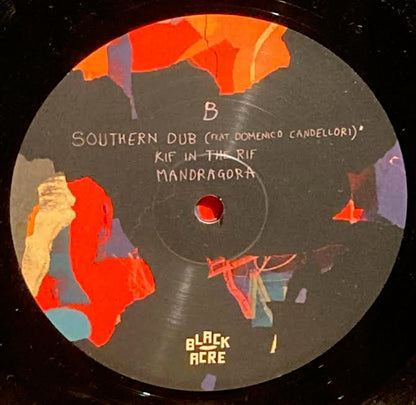 B
SOUTHERN DUB (FEAT DOMENICO CANDELLORI)*
KIF IN THE RIF
MANDRAGORA
BLACK
ACRE